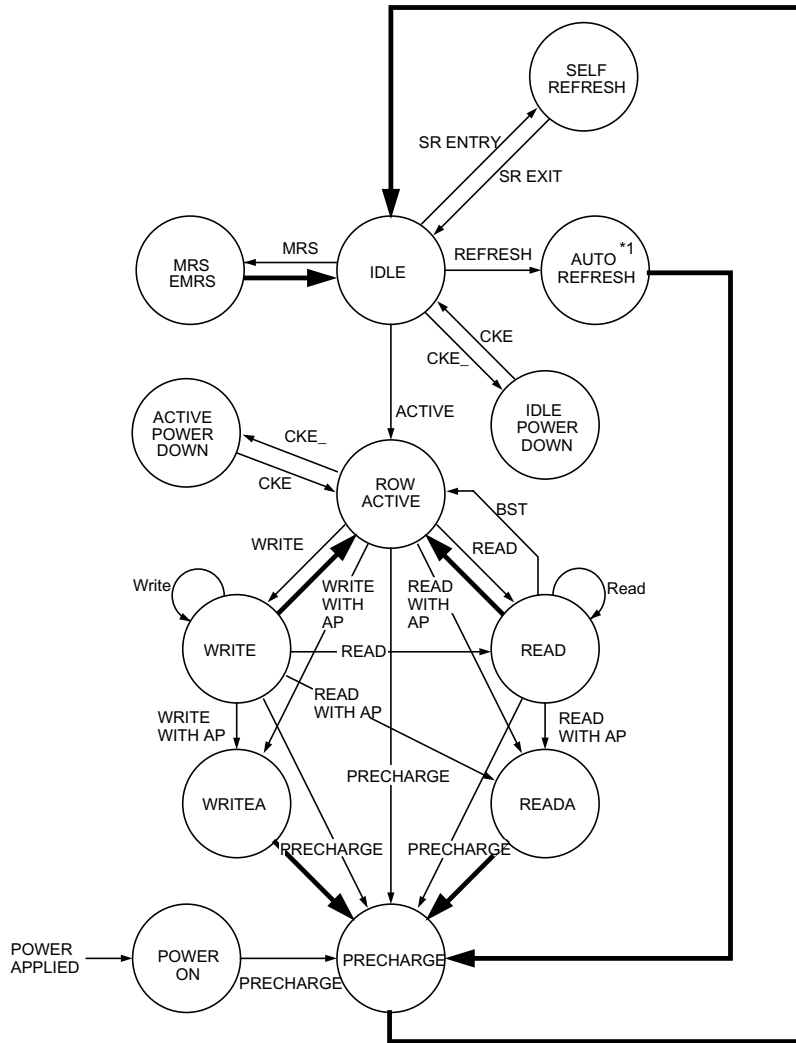 SELF
REFRESH
SR ENTRY
SR EXIT
MRS
EMRS
MRS
IDLE
REFRESH
AUTO *1
REFRESH
CKE
CKE_
IDLE
POWER
DOWN
ACTIVE
ACTIVE
POWER
DOWN
CKE_
CKE
ROW
ACTIVE
BST
WRITE
READ
Write
WRITE
WITH
AP
READ
WITH
AP
Read
WRITE
READ
READ
READ
WITH AP
WRITE
WITH AP
READ
WITH AP
PRECHARGE
WRITEA
READA
PRECHARGE
PRECHARGE
POWER
APPLIED
POWER
ON
PRECHARGE
PRECHARGE